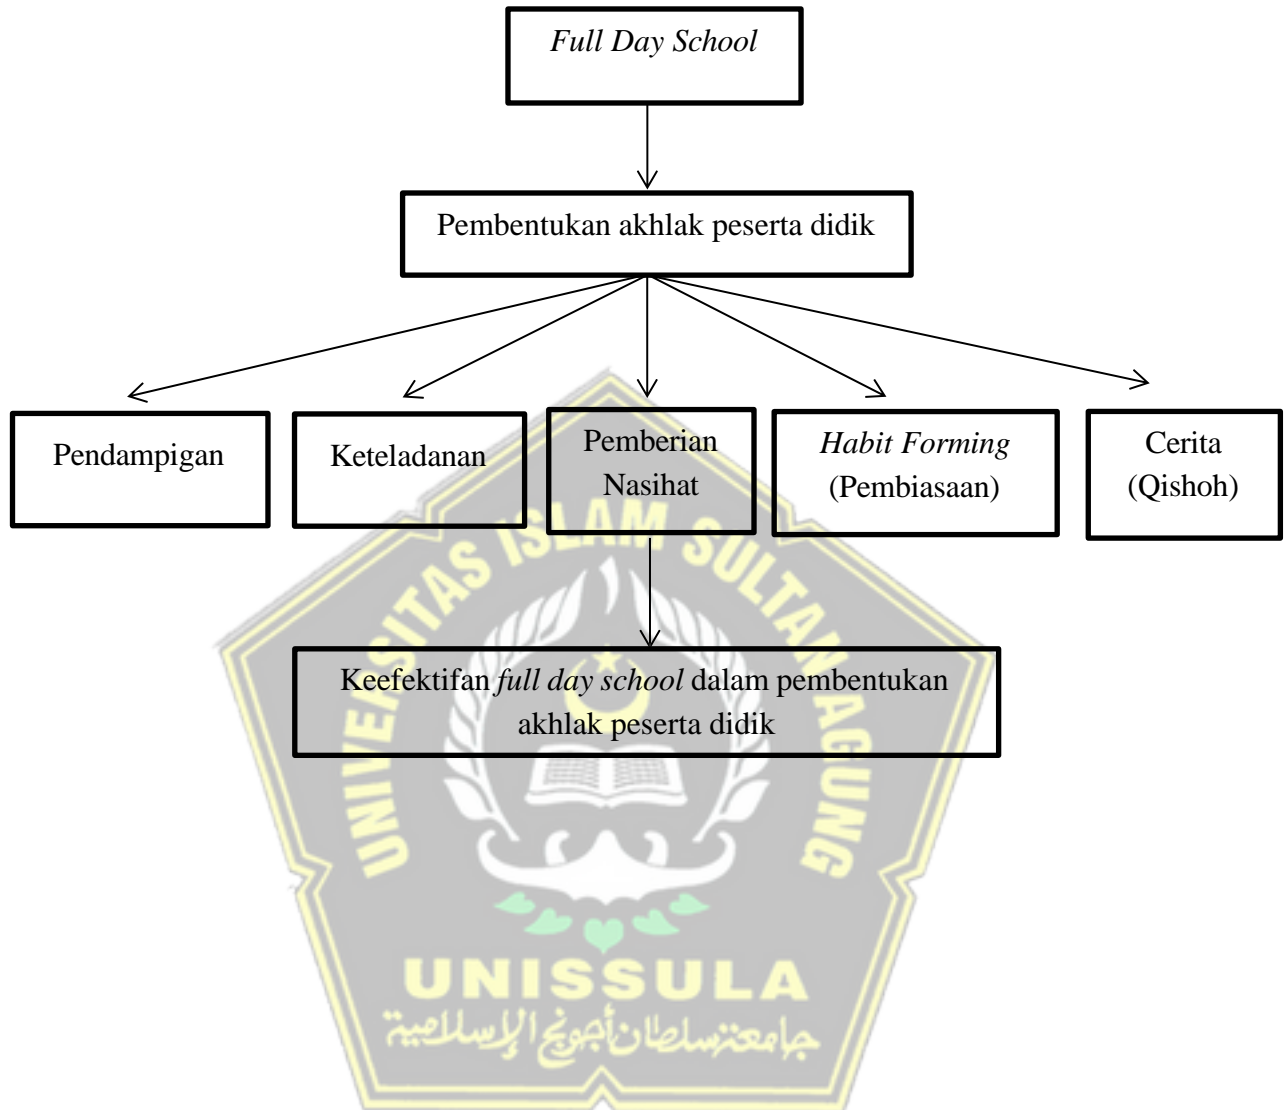 Full Day School
Pembentukan akhlak peserta didik
Pendampigan
Keteladanan
Pemberian
Nasihat
Habit Forming
(Pembiasaan)
Cerita
(Qishoh)
Keefektifan full day school dalam pembentukan
akhlak peserta didik
UNIVERSITAS ISLAM SULTAN AGUNG
UNISSULA
جامعة سلطان أجونج الإسلامية